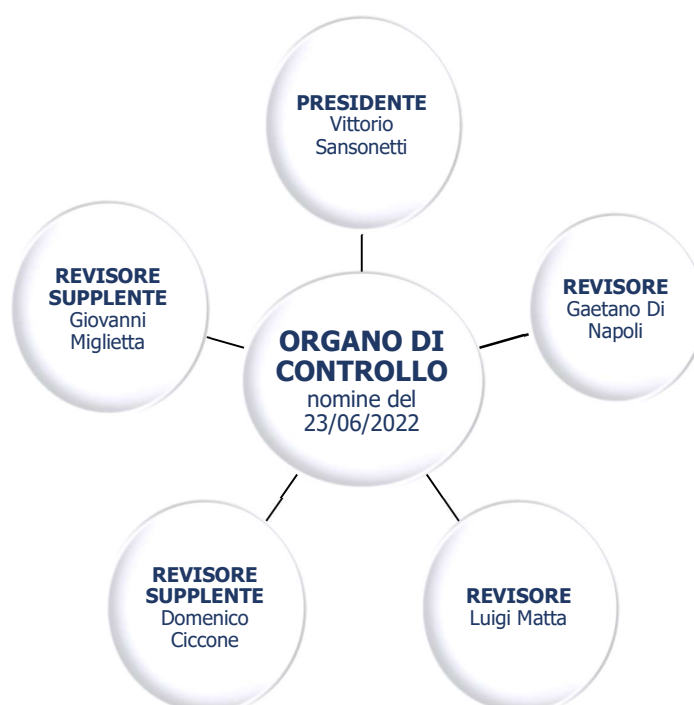 PRESIDENTE
Vittorio
Sansonetti
REVISORE
SUPPLENTE
Giovanni
Miglietta
REVISORE
Gaetano Di
Napoli
ORGANO DI
CONTROLLO
nomine del
23/06/2022
REVISORE
SUPPLENTE
Domenico
Ciccone
REVISORE
Luigi Matta